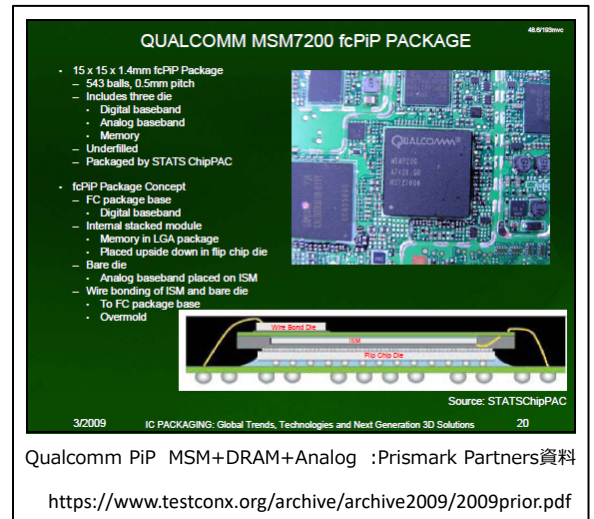 48.6/193mvc
QUALCOMM MSM7200 fcPiP PACKAGE
• 15 x 15 x 1.4mm fcPiP Package
– 543 balls, 0.5mm pitch
– Includes three die
• Digital baseband
• Analog baseband
• Memory
– Underfilled
– Packaged by STATS ChipPAC
• fcPiP Package Concept
– FC package base
• Digital baseband
– Internal stacked module
• Memory in LGA package
• Placed upside down in flip chip die
– Bare die
• Analog baseband placed on ISM
– Wire bonding of ISM and bare die
• To FC package base
• Overmold
QUALCOMM
MSM7200
Wire Bond Die
ISM
Flip Chip Die
Source: STATSChipPAC
3/2009 IC PACKAGING: Global Trends, Technologies and Next Generation 3D Solutions 20
Qualcomm PiP MSM+DRAM+Analog :Prismark Partners資料
https://www.testconx.org/archive/archive2009/2009prior.pdf